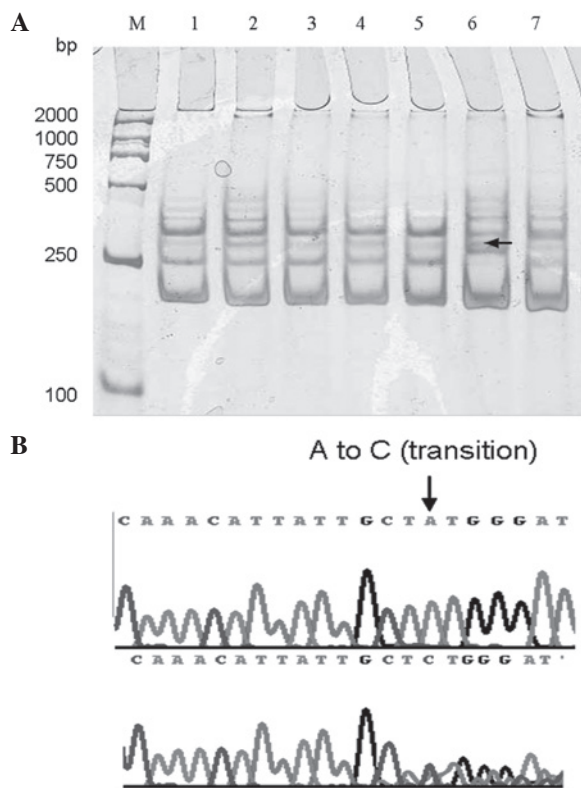 A
M 1 2 3 4 5 6 7
bp
2000
1000
750
500
250
100
B
A to C (transition)
C A A A C A T T A T T G C T A T G G G A T
C A A A C A T T A T T G C T C T G G G A T '